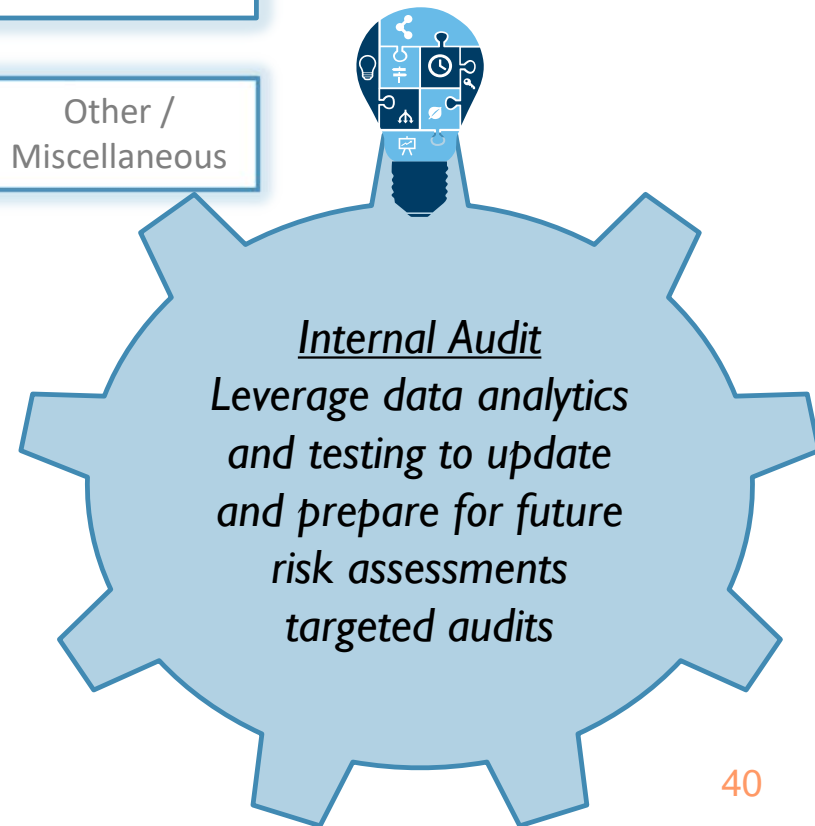 Other /
Miscellaneous
Internal Audit
Leverage data analytics
and testing to update
and prepare for future
risk assessments
targeted audits
40